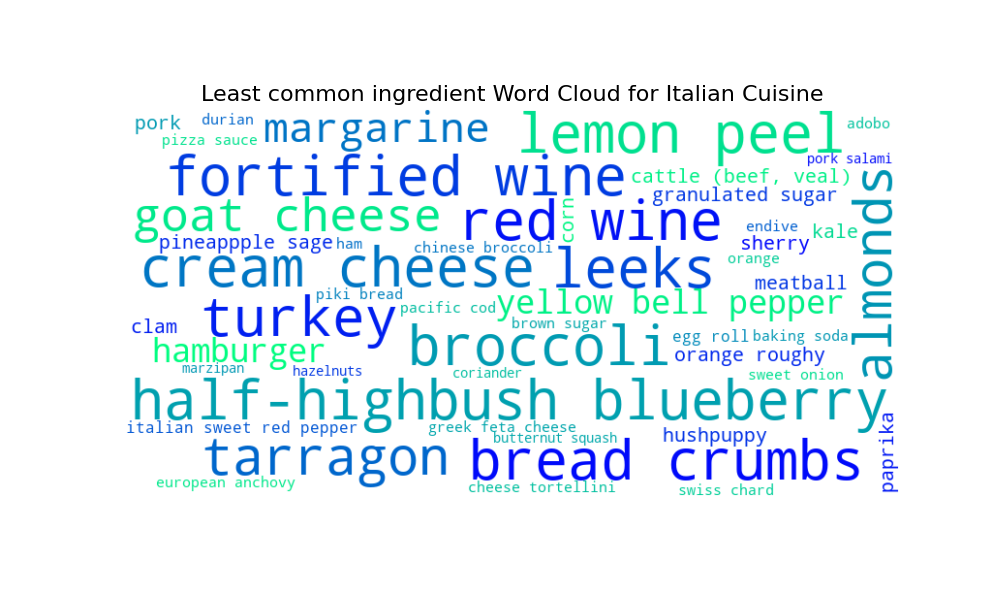 Least common ingredient Word Cloud for Italian Cuisine
pork
durian
margarine
lemon peel
adobo
pizza sauce
pork salami
fortified wine
cattle (beef, veal)
granulated sugar
almonds
goat cheese
red wine
corn
endive
kale
pineappple sage
ham
chinese broccoli
sherry
cream cheese
leeks
orange
meatball
piki bread
pacific cod
yellow bell pepper
turkey
clam
brown sugar
broccoli
egg roll
baking soda
hamburger
orange roughy
marzipan
hazelnuts
coriander
sweet onion
half-highbush blueberry
italian sweet red pepper
greek feta cheese
butternut squash
hushpuppy
paprika
tarragon
bread crumbs
european anchovy
cheese tortellini
swiss chard